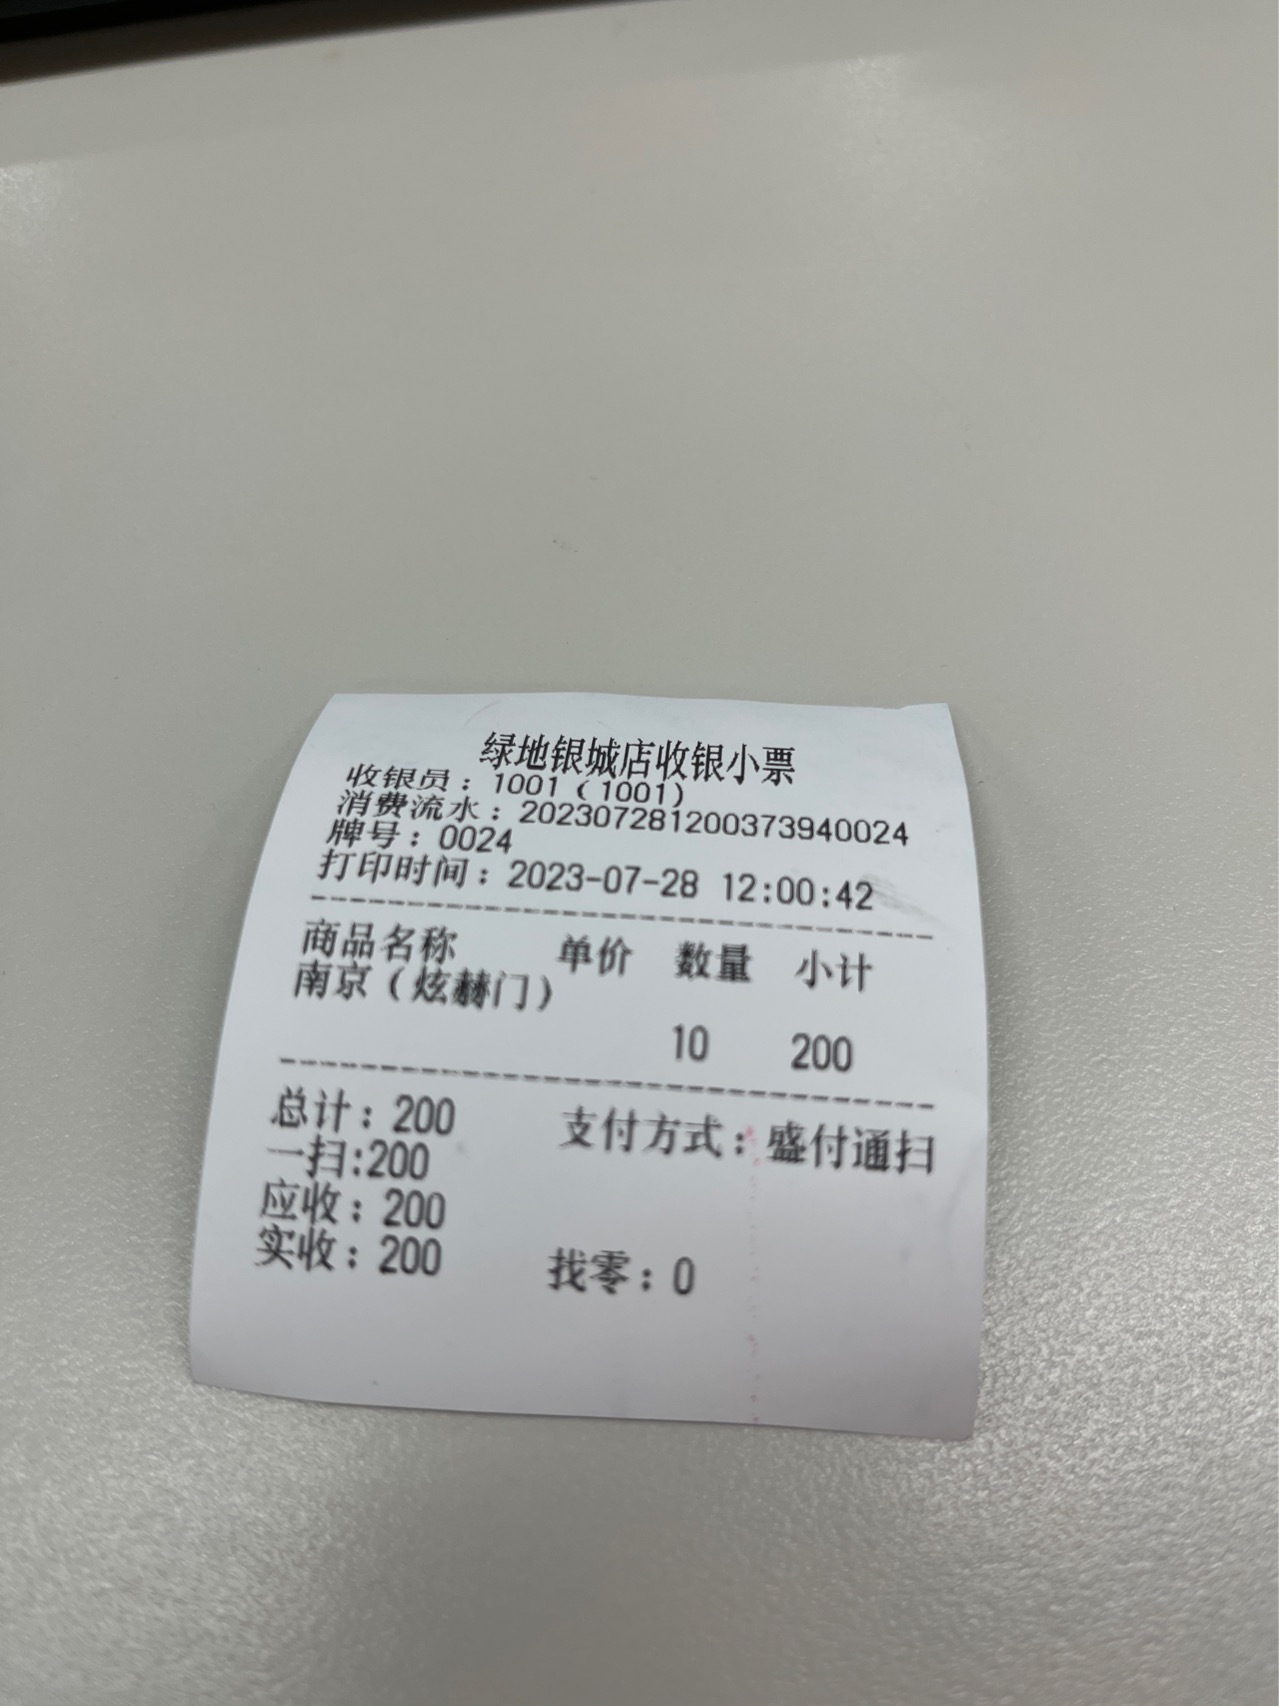 绿地银城店收银小票
收银员：1001（1001）
消费流水：202307281200373940024
牌号：0024
打印时间：2023-07-28 12:00:42
商品名称 单价 数量 小计
南京（炫赫门）
10 200
总计：200 支付方式：盛付通扫
一扫:200
应收：200
实收：200 找零：0